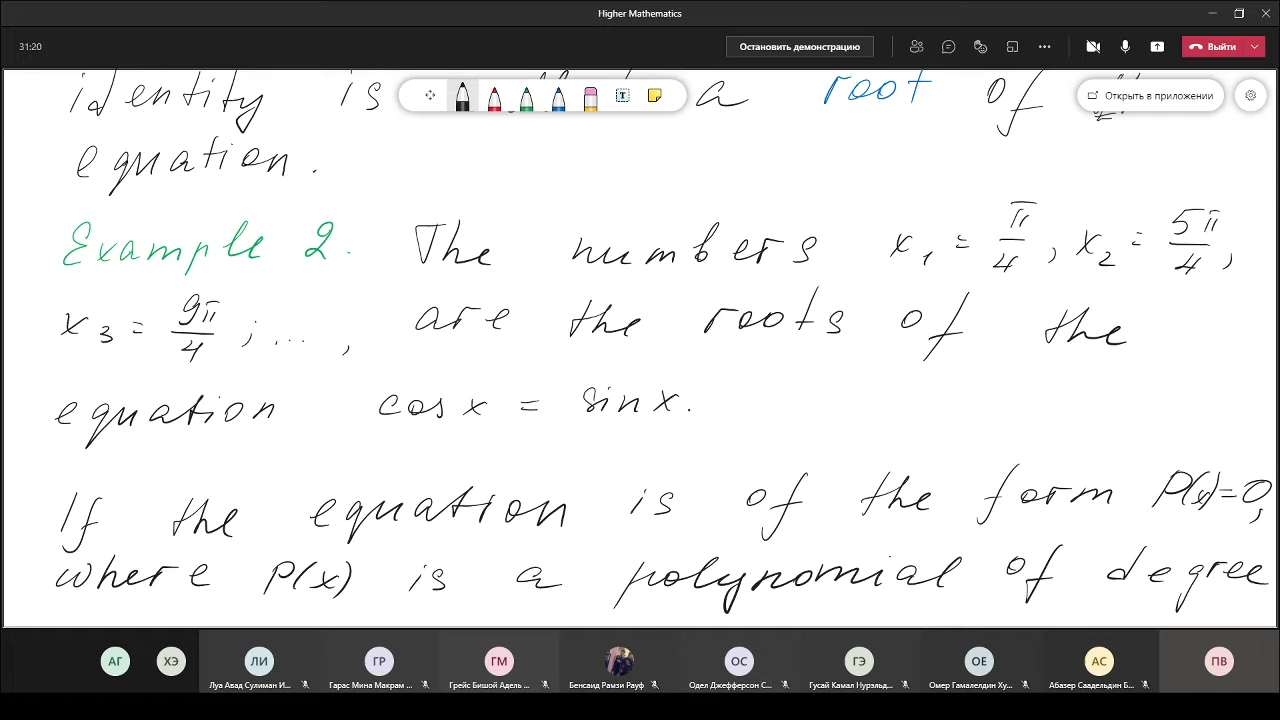 Higher Mathematics
31:20
Остановить демонстрацию
Выйти
identity is a root of
Открыть в приложении
equation.
Example 2. The numbers x₁ = π/4, x₂ = 5π/4,
x₃ = 9π/4; ..., are the roots of the
equation cos x = sin x.
If the equation is of the form P(x)=0,
where P(x) is a polynomial of degree
АГ ХЭ ЛИ ГР ГМ ОС ГЭ ОЕ АС ПВ
Луа Авад Сулиман И... Гарас Мина Макрам ... Грейс Бишой Адель ... Бенсаид Рамзи Рауф Одел Джефферсон С... Гусай Камал Нурэльд... Омер Гамалелдин Ху... Абазер Саадельдин Б...